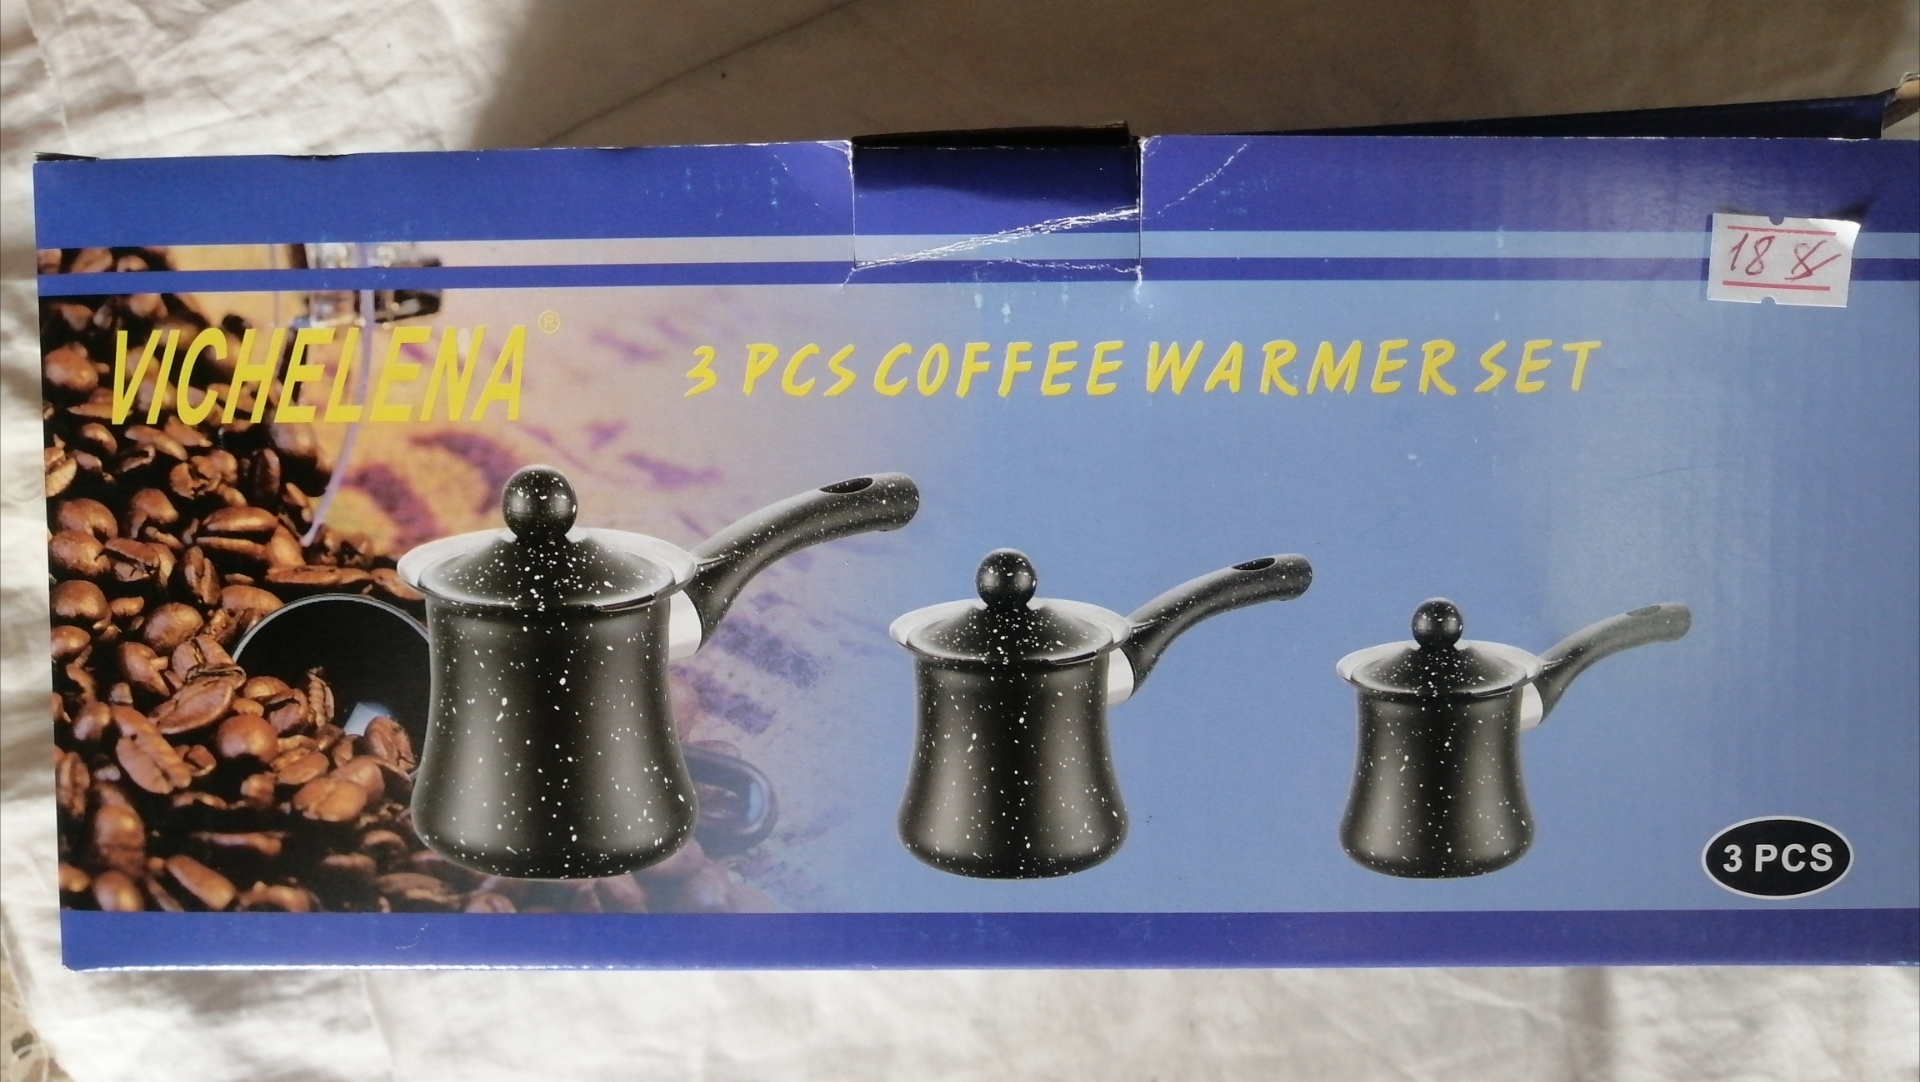 VICHELENA®
3 PCS COFFEE WARMER SET
18
3 PCS